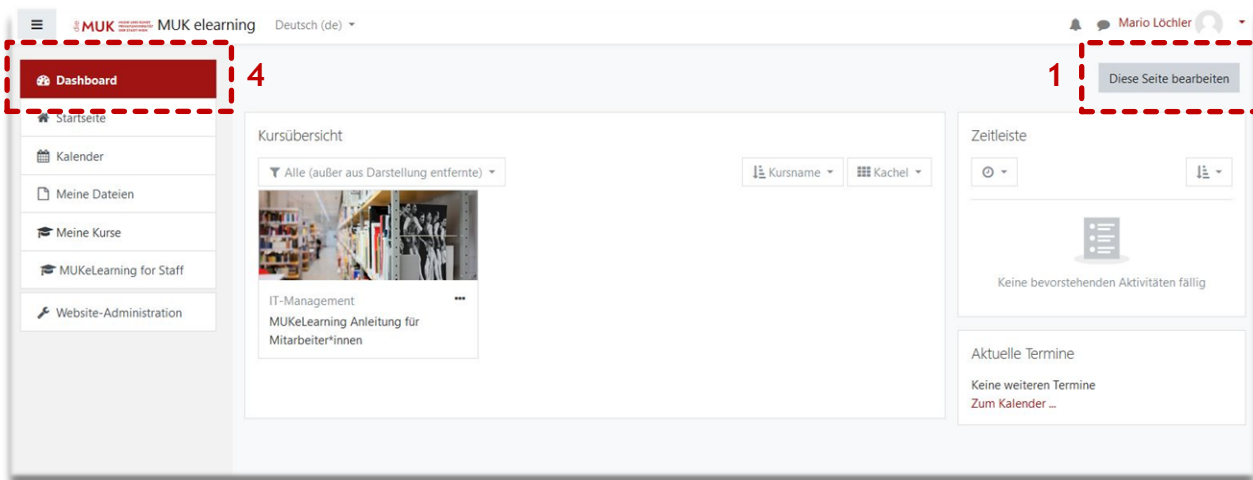 MUK MUK elearning Deutsch (de) Mario Löchler
Dashboard
4
1
Diese Seite bearbeiten
Startseite
Kalender
Meine Dateien
Meine Kurse
MUKeLearning for Staff
Website-Administration
Kursübersicht
Alle (außer aus Darstellung entfernte) Kursname Kachel
IT-Management
MUKeLearning Anleitung für
Mitarbeiter*innen
Zeitleiste
Keine bevorstehenden Aktivitäten fällig
Aktuelle Termine
Keine weiteren Termine
Zum Kalender ...